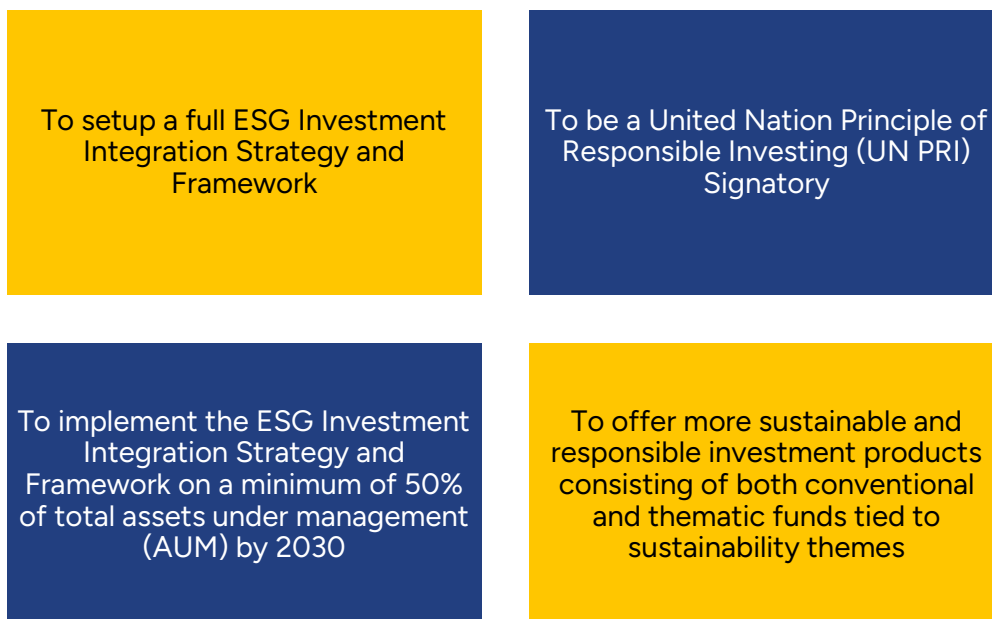 To setup a full ESG Investment
Integration Strategy and
Framework
To be a United Nation Principle of
Responsible Investing (UN PRI)
Signatory
To implement the ESG Investment
Integration Strategy and
Framework on a minimum of 50%
of total assets under management
(AUM) by 2030
To offer more sustainable and
responsible investment products
consisting of both conventional
and thematic funds tied to
sustainability themes